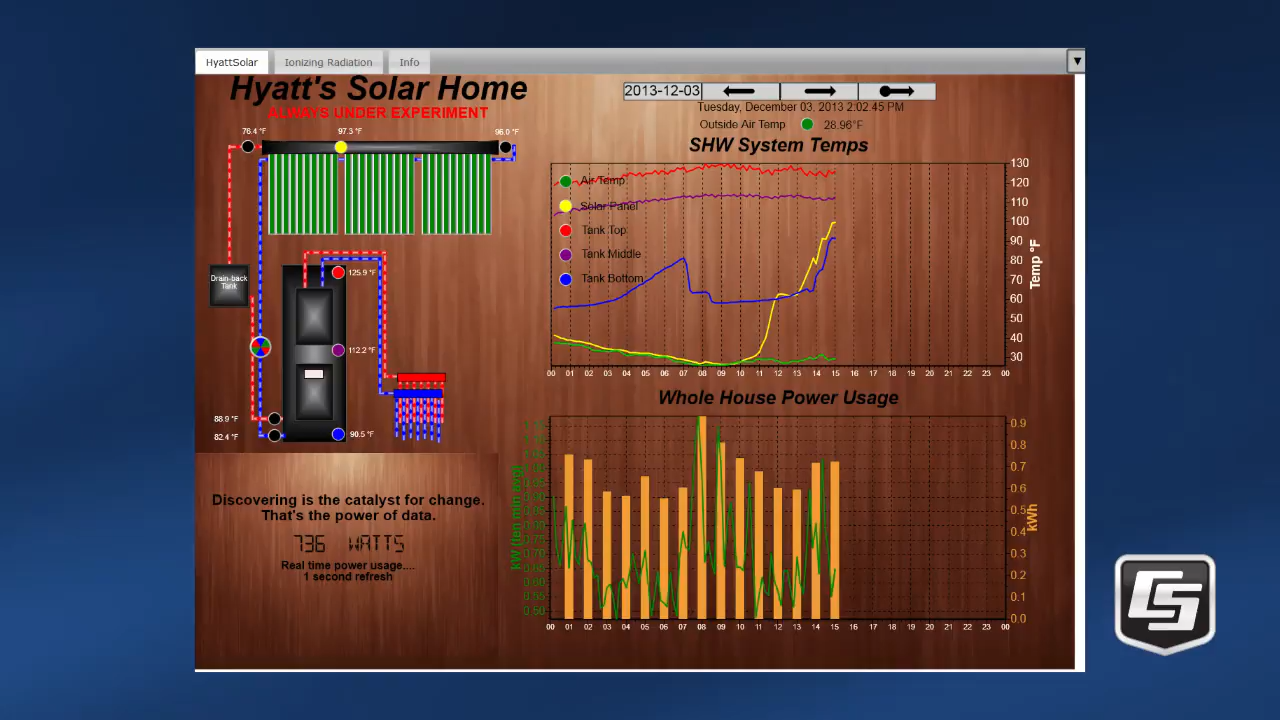 HyattSolar
Ionizing Radiation
Info
Hyatt's Solar Home
ALWAYS UNDER EXPERIMENT
2013-12-03
Tuesday, December 03, 2013 2:02.45 PM
Outside Air Temp 28.96°F
76.4 °F
97.3 °F
96.0 °F
Drain-back
Tank
125.9 °F
112.2 °F
88.9 °F
82.4 °F
90.5 °F
SHW System Temps
Air Temp
Solar Panel
Tank Top
Tank Middle
Tank Bottom
130
120
110
100
90
80
70
60
50
40
30
Temp °F
00 01 02 03 04 05 06 07 08 09 10 11 12 13 14 15 16 17 18 19 20 21 22 23 00
Discovering is the catalyst for change.
That's the power of data.
736 WATTS
Real time power usage....
1 second refresh
Whole House Power Usage
kW (ten min avg)
0.9
0.8
0.7
0.6
0.5
0.4
0.3
0.2
0.1
0.0
kWh
00 01 02 03 04 05 06 07 08 09 10 11 12 13 14 15 16 17 18 19 20 21 22 23 00